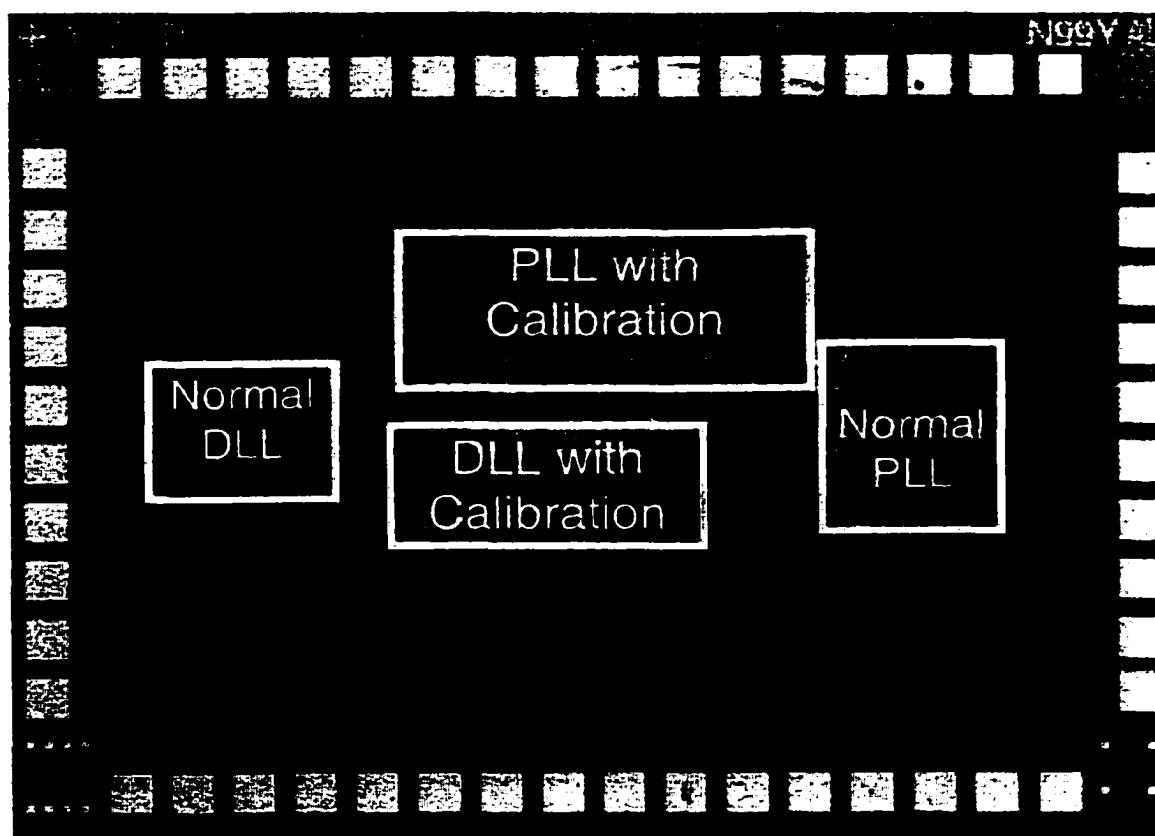 PLL with
Calibration
Normal
DLL
DLL with
Calibration
Normal
PLL